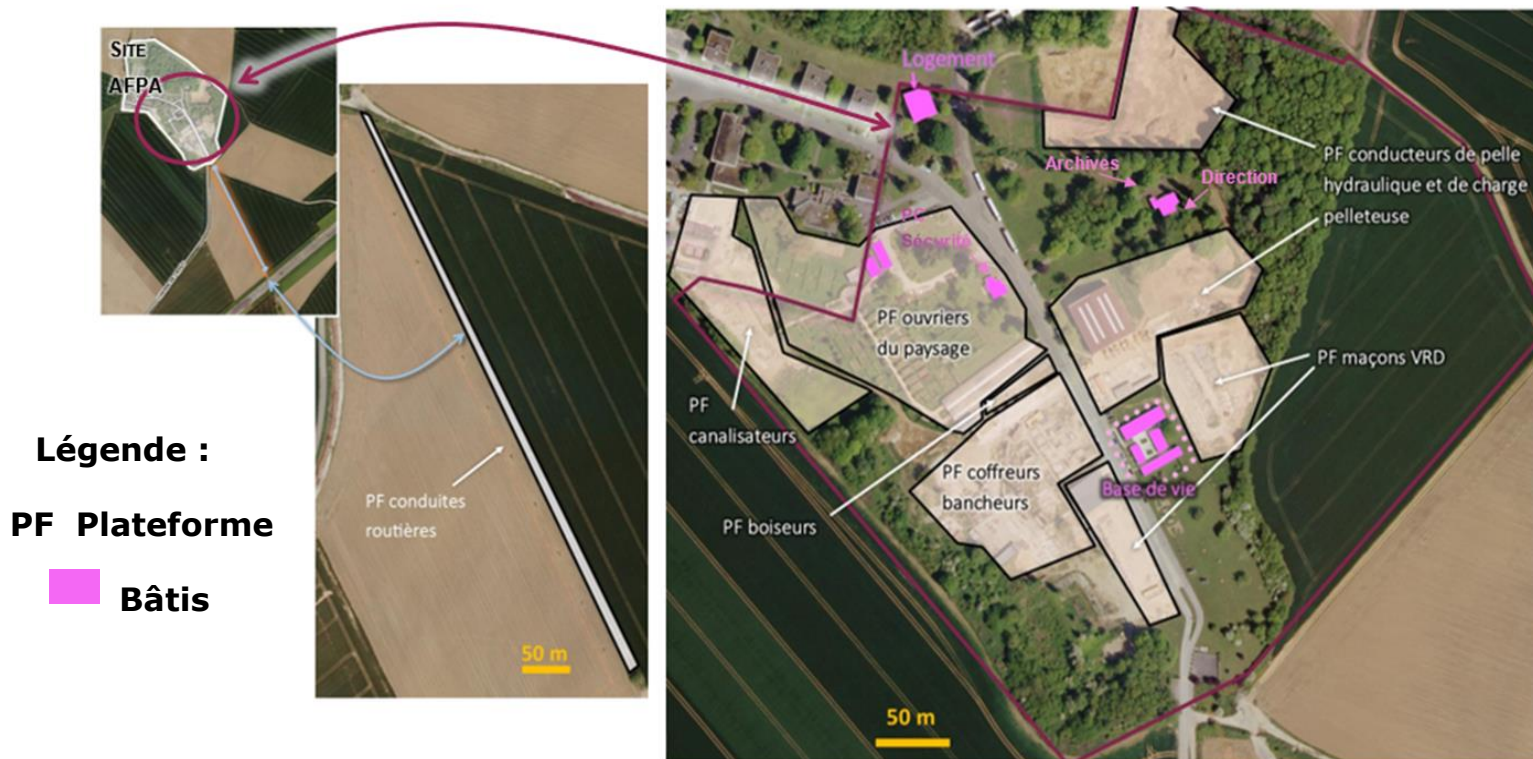 SITE
AFPA
Légende :
PF Plateforme
Bâtis
PF conduites
routières
50 m
Logement
Archives
Direction
PC
Sécurité
PF conducteurs de pelle
hydraulique et de charge
pelleteuse
PF ouvriers
du paysage
PF maçons VRD
PF
canalisateurs
PF coffreurs
bancheurs
Base de vie
PF boiseurs
50 m